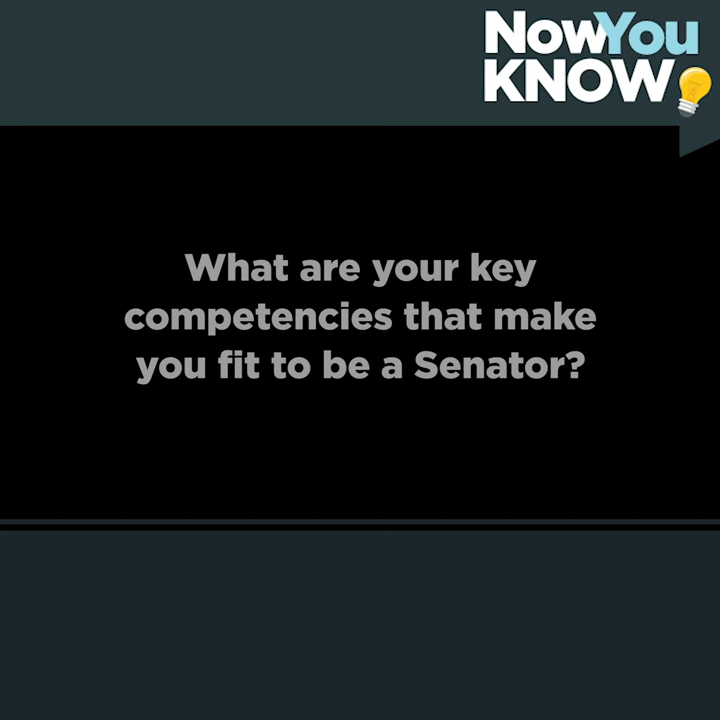 NowYou
KNOW
What are your key
competencies that make
you fit to be a Senator?